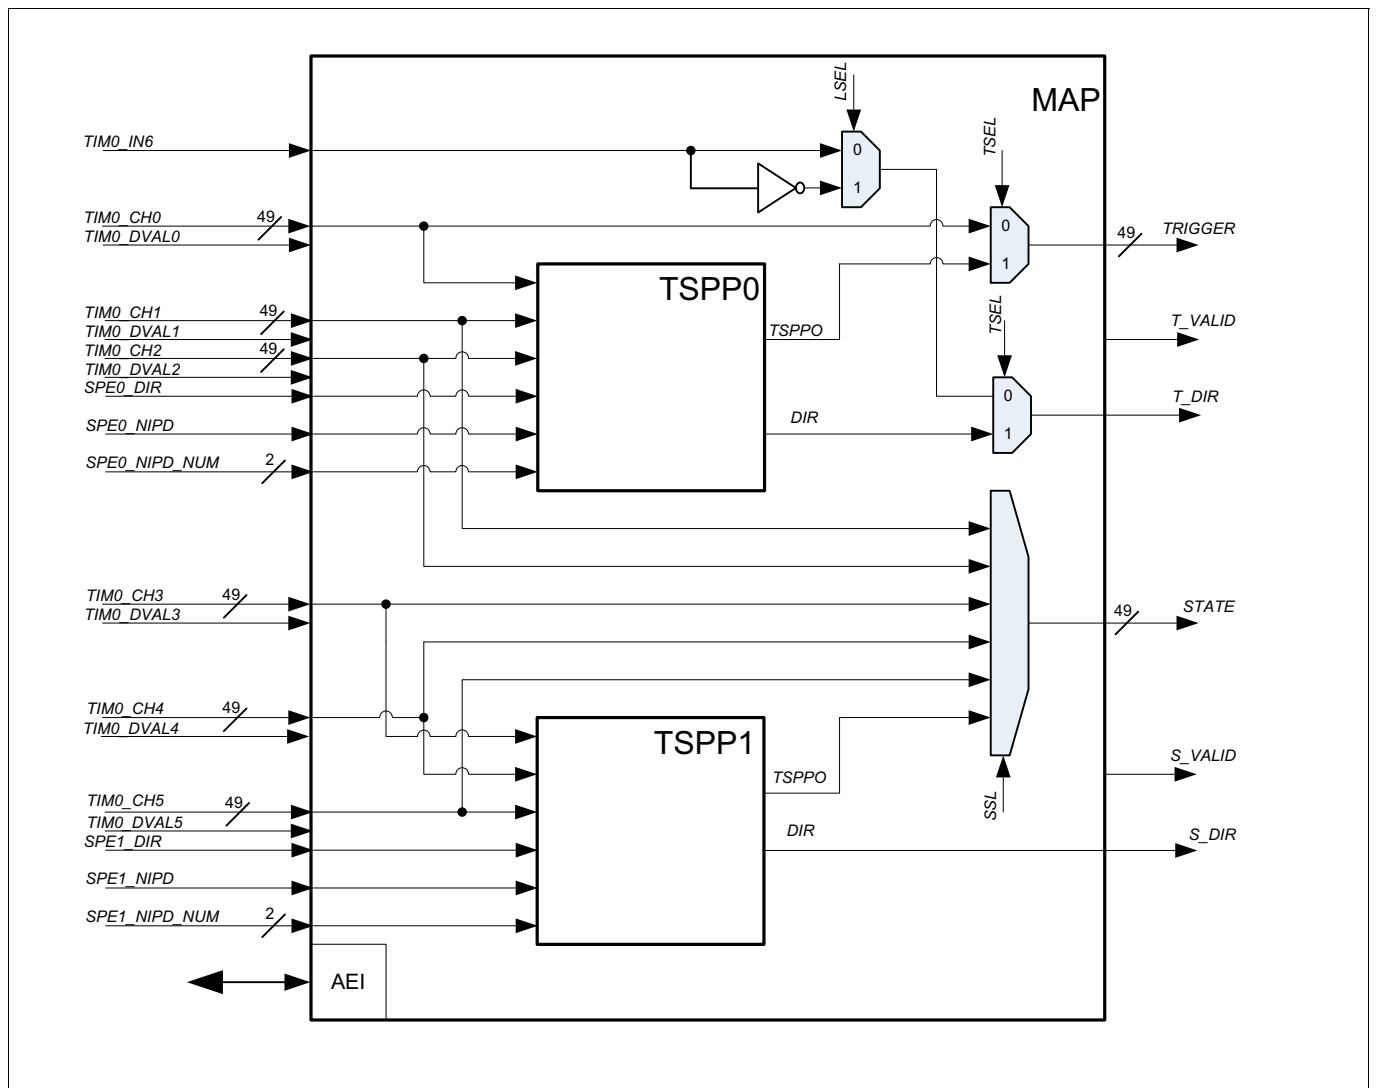 LSEL
MAP
TIM0_IN6
0
TSEL
1
TIM0_CH0
49
TIM0_DVAL0
0
49
TRIGGER
1
TSPP0
TIM0_CH1
49
TIM0_DVAL1
TSPPO
TSEL
T_VALID
TIM0_CH2
49
TIM0_DVAL2
SPE0_DIR
0
T_DIR
SPE0_NIPD
DIR
1
SPE0_NIPD_NUM
2
TIM0_CH3
49
TIM0_DVAL3
49
STATE
TIM0_CH4
49
TIM0_DVAL4
TSPP1
TSPPO
S_VALID
SSL
TIM0_CH5
49
TIM0_DVAL5
SPE1_DIR
DIR
S_DIR
SPE1_NIPD
SPE1_NIPD_NUM
2
AEI